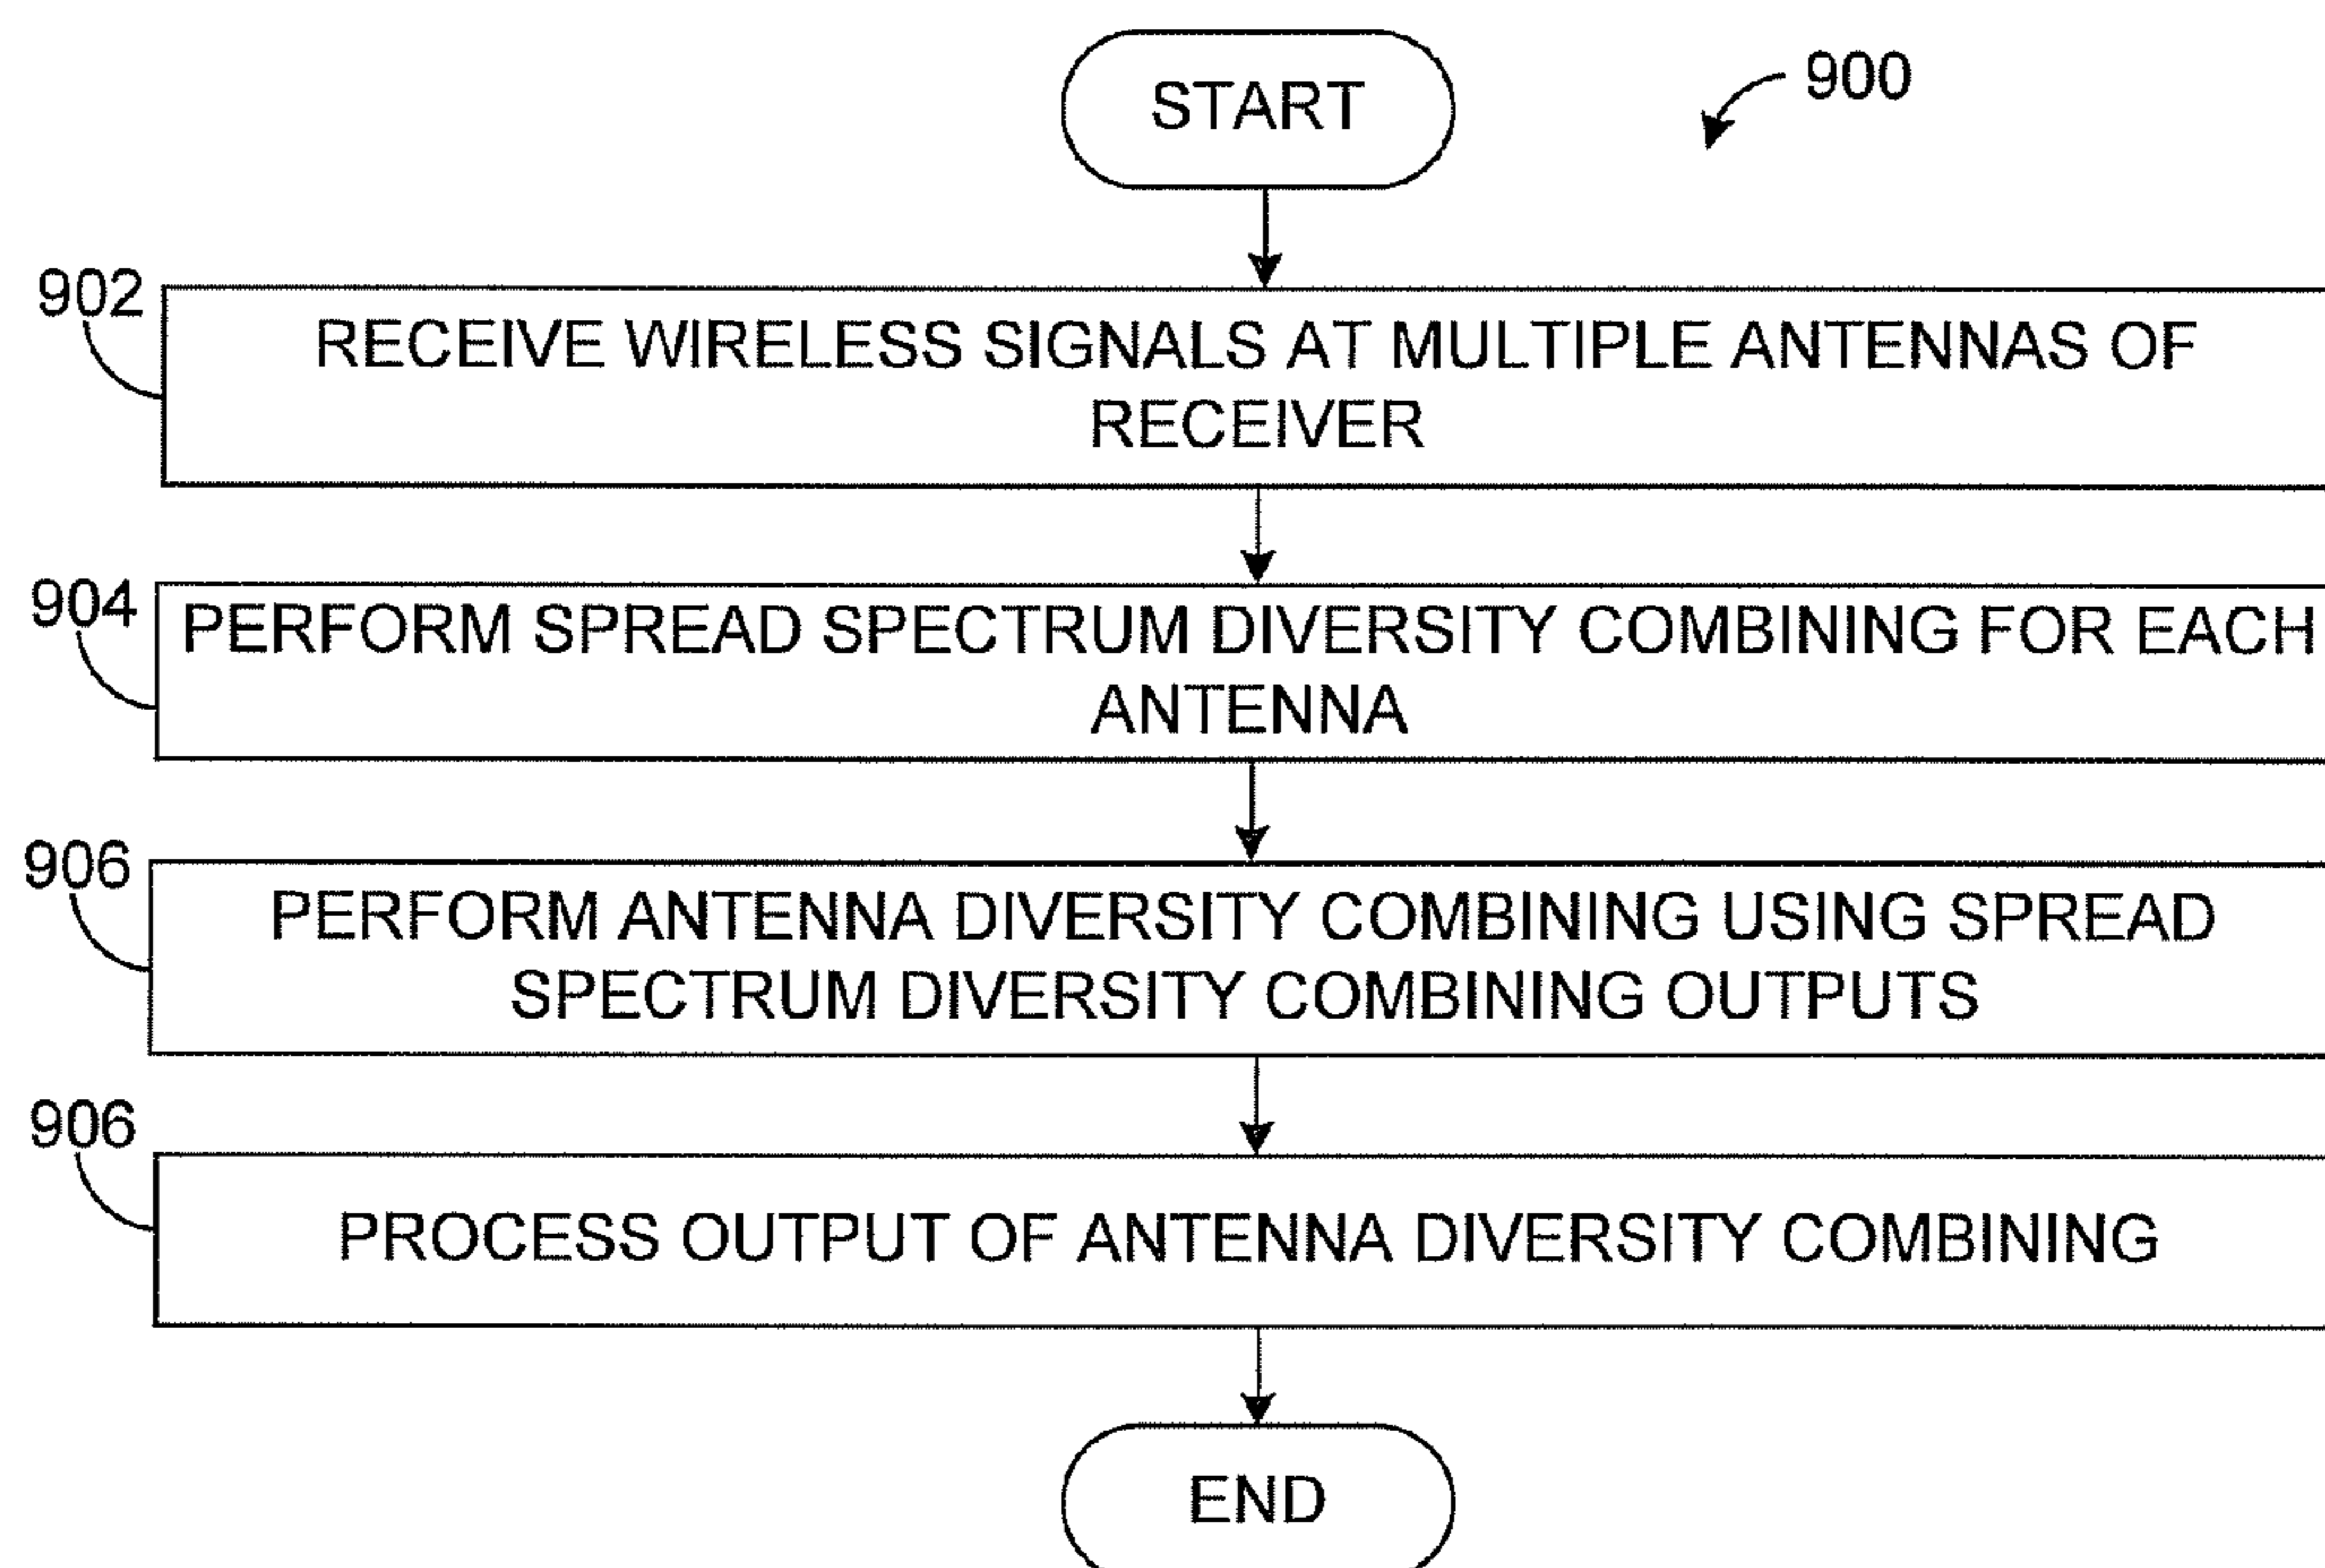 START
900
902
RECEIVE WIRELESS SIGNALS AT MULTIPLE ANTENNAS OF
RECEIVER
904
PERFORM SPREAD SPECTRUM DIVERSITY COMBINING FOR EACH
ANTENNA
906
PERFORM ANTENNA DIVERSITY COMBINING USING SPREAD
SPECTRUM DIVERSITY COMBINING OUTPUTS
906
PROCESS OUTPUT OF ANTENNA DIVERSITY COMBINING
END